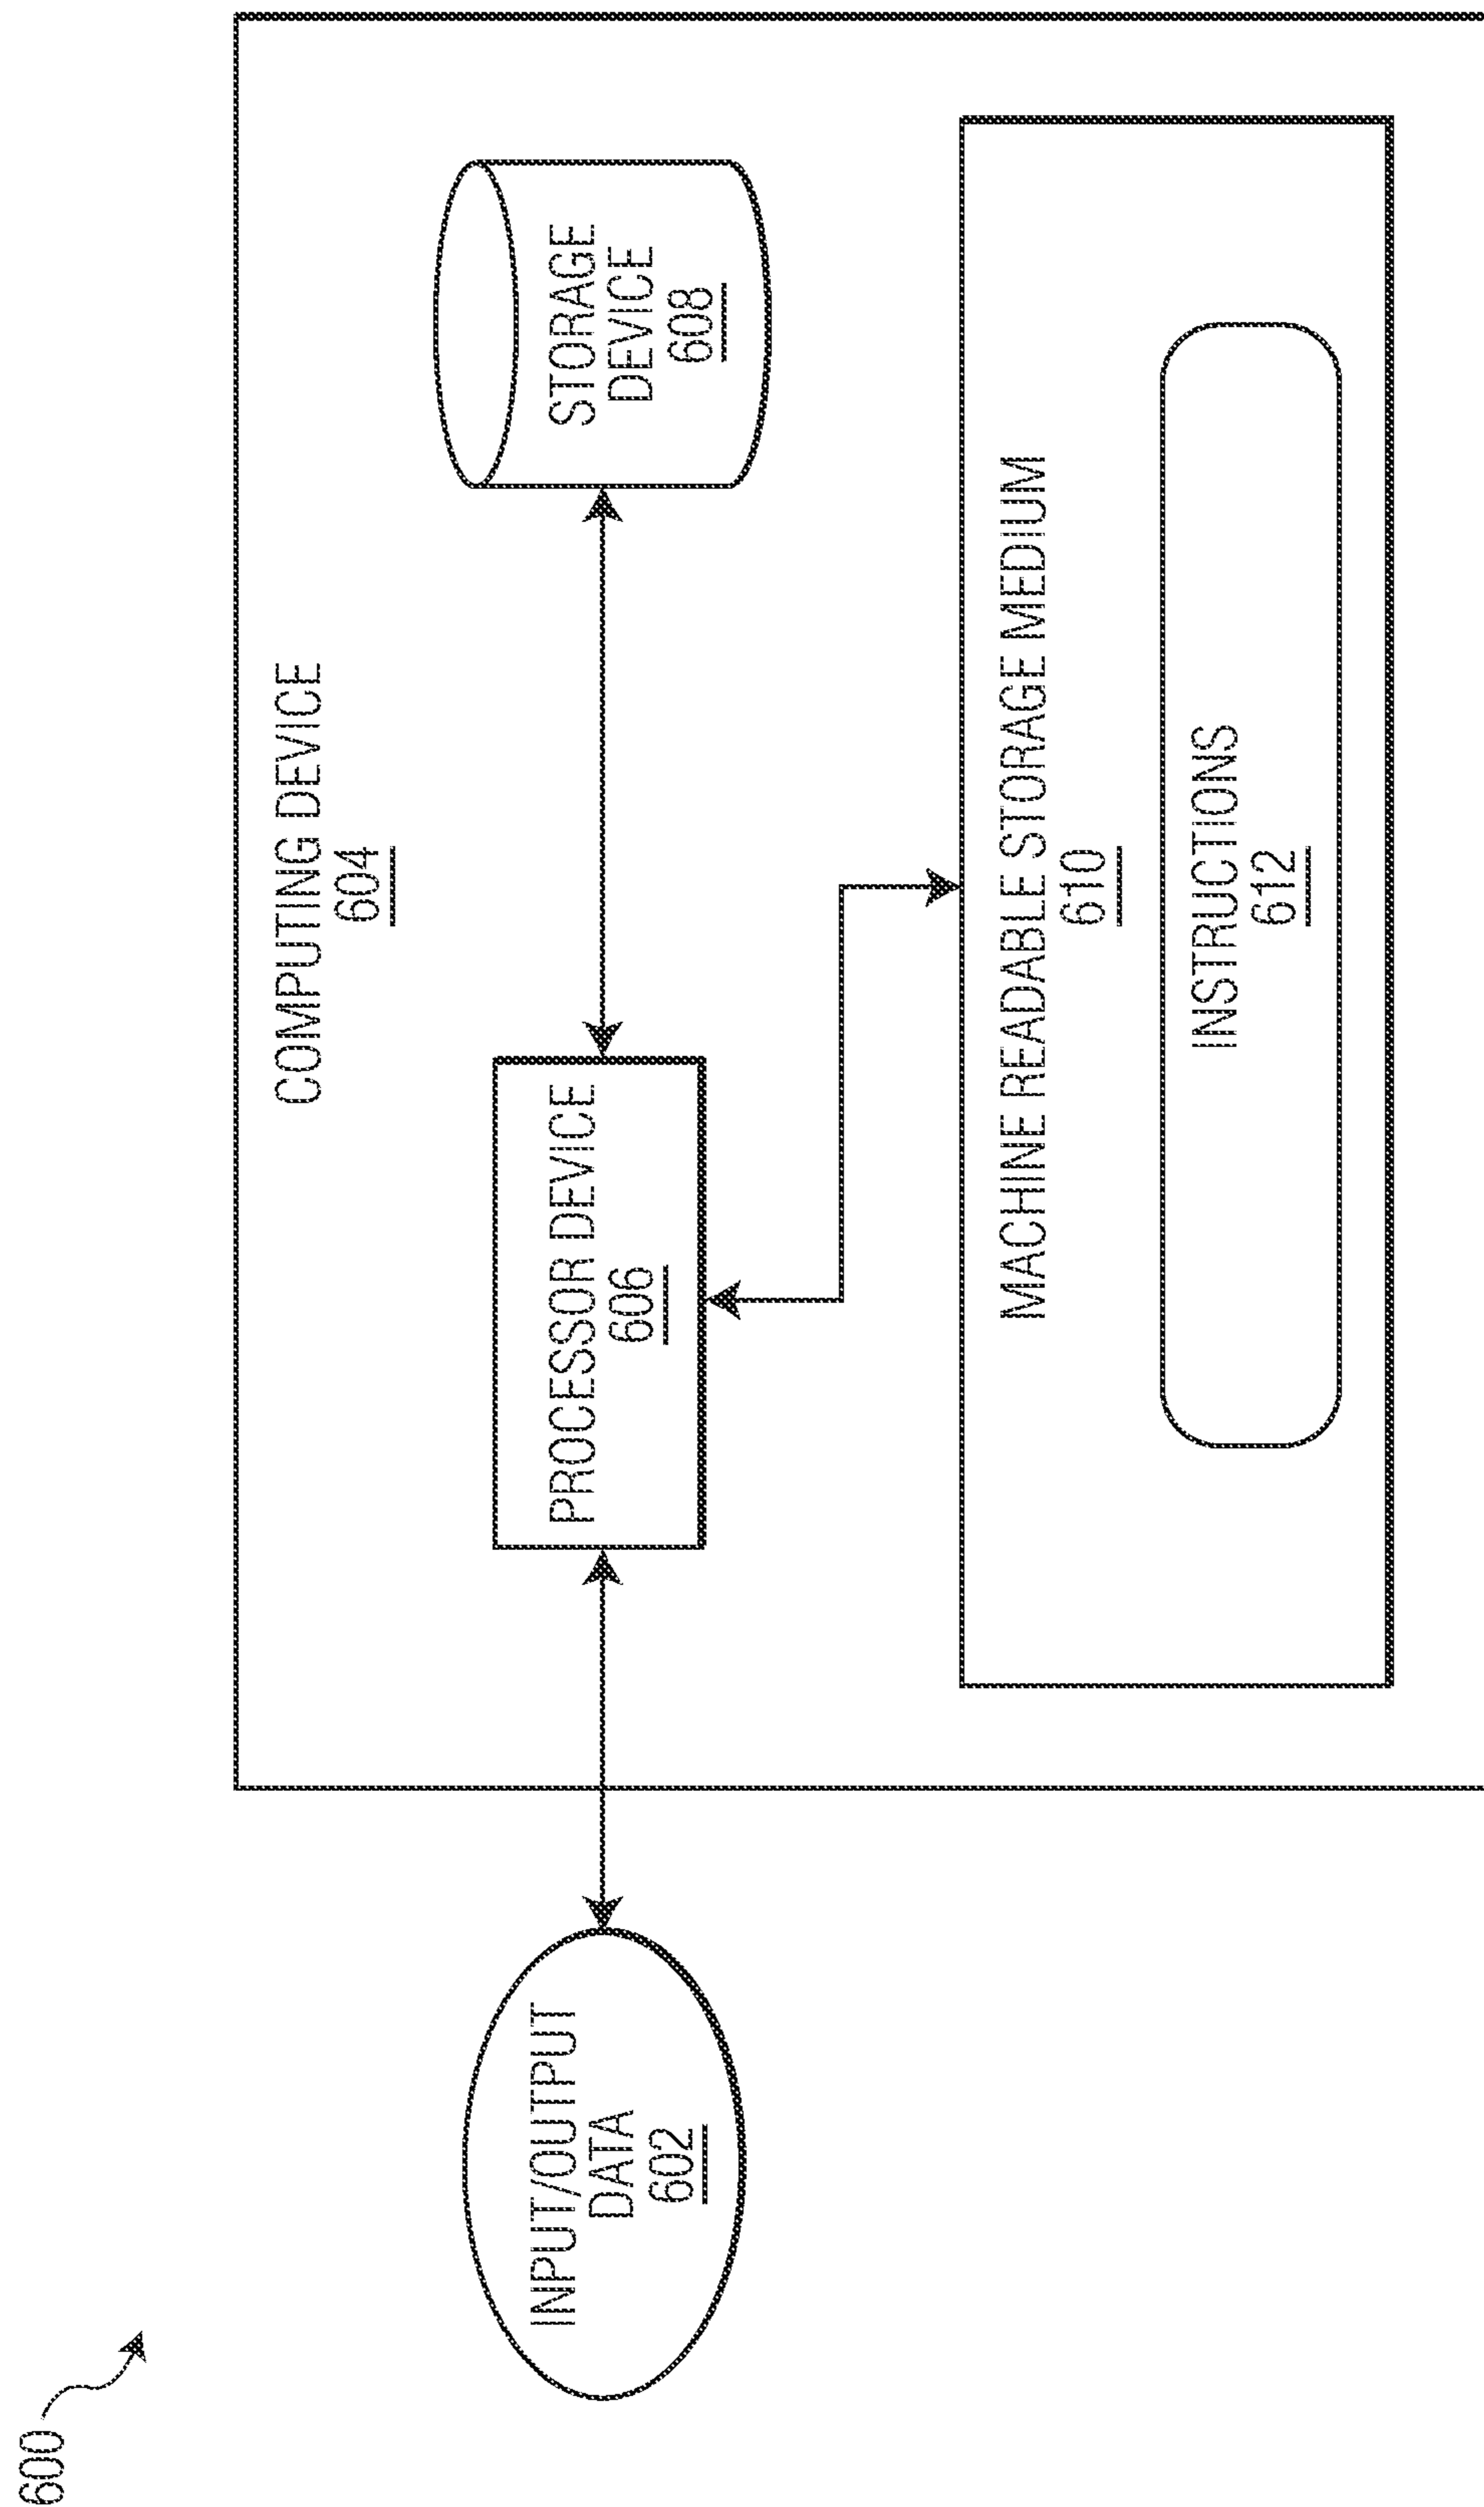 600
COMPUTING DEVICE
604
INPUT/OUTPUT
DATA
602
PROCESSOR DEVICE
606
STORAGE
DEVICE
608
MACHINE READABLE STORAGE MEDIUM
610
INSTRUCTIONS
612